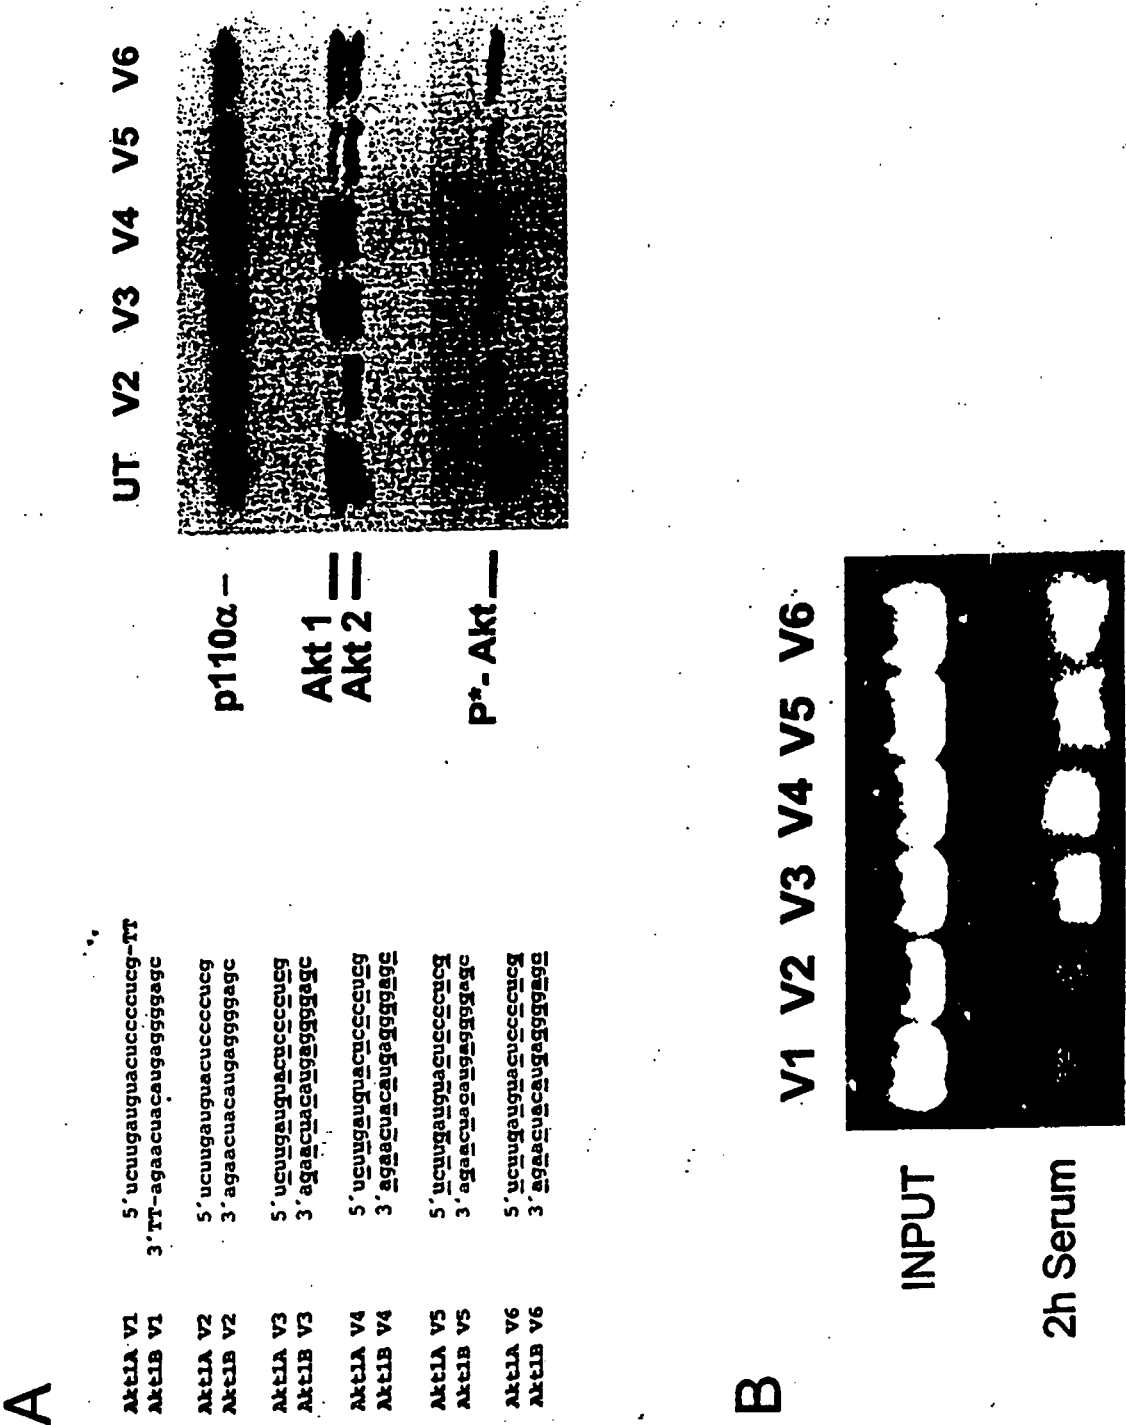 A
Akt1A V1 5´ucuugauguacuccccucg-TT
Akt1B V1 3´TT-agaacuacaugaggggagc
Akt1A V2 5´ucuugauguacuccccucg
Akt1B V2 3´agaacuacaugaggggagc
Akt1A V3 5´ucuugauguacuccccucg
Akt1B V3 3´agaacuacaugaggggagc
Akt1A V4 5´ucuugauguacuccccucg
Akt1B V4 3´agaacuacaugaggggagc
Akt1A V5 5´ucuugauguacuccccucg
Akt1B V5 3´agaacuacaugaggggagc
Akt1A V6 5´ucuugauguacuccccucg
Akt1B V6 3´agaacuacaugaggggagc
UT V2 V3 V4 V5 V6
p110α
Akt 1
Akt 2
P*-Akt
B
V1 V2 V3 V4 V5 V6
INPUT
2h Serum